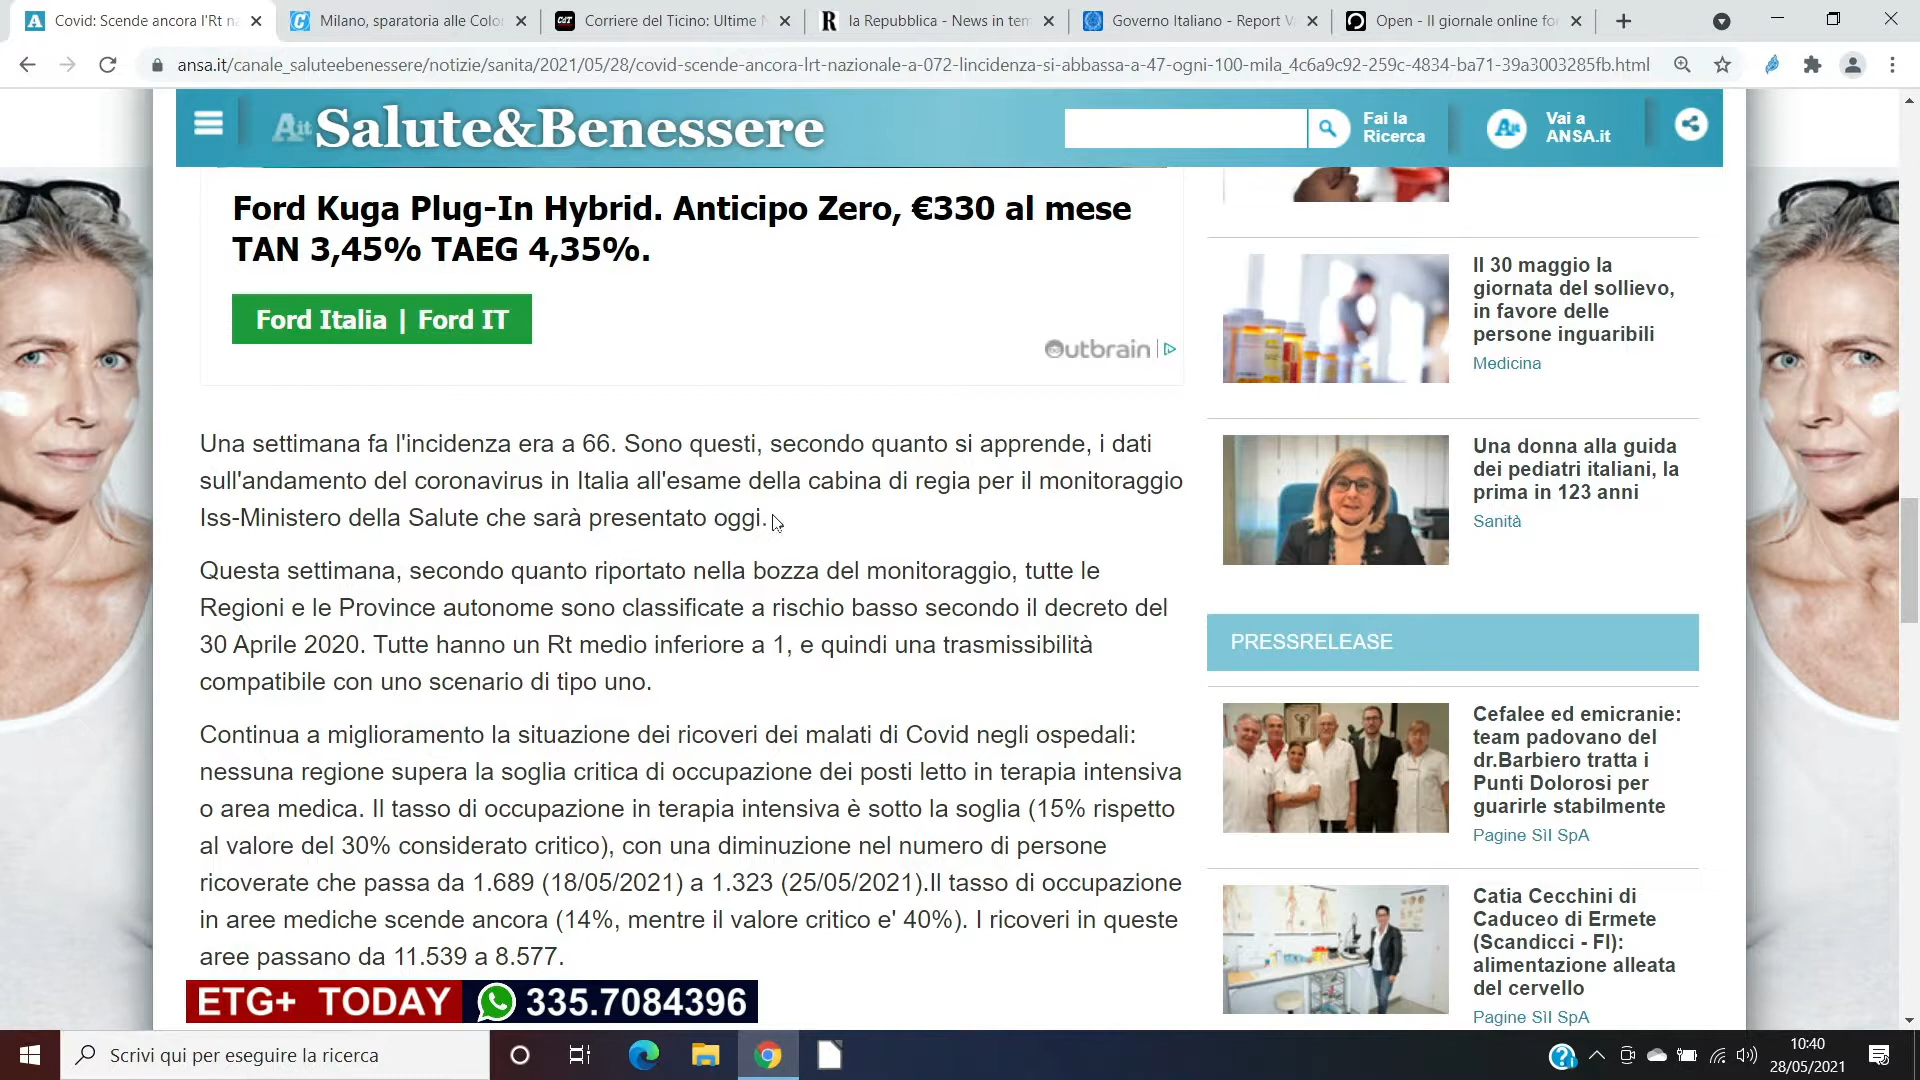 Covid: Scende ancora l'Rt na
Milano, sparatoria alle Colo
Corriere del Ticino: Ultime N
la Repubblica - News in tem
Governo Italiano - Report Va
Open - Il giornale online fo
ansa.it/canale_saluteebenessere/notizie/sanita/2021/05/28/covid-scende-ancora-lrt-nazionale-a-072-lincidenza-si-abbassa-a-47-ogni-100-mila_4c6a9c92-259c-4834-ba71-39a3003285fb.html
Ait Salute&Benessere
Fai la
Ricerca
Vai a
ANSA.it
Ford Kuga Plug-In Hybrid. Anticipo Zero, €330 al mese
TAN 3,45% TAEG 4,35%.
Ford Italia | Ford IT
Outbrain
Una settimana fa l'incidenza era a 66. Sono questi, secondo quanto si apprende, i dati
sull'andamento del coronavirus in Italia all'esame della cabina di regia per il monitoraggio
Iss-Ministero della Salute che sarà presentato oggi.
Questa settimana, secondo quanto riportato nella bozza del monitoraggio, tutte le
Regioni e le Province autonome sono classificate a rischio basso secondo il decreto del
30 Aprile 2020. Tutte hanno un Rt medio inferiore a 1, e quindi una trasmissibilità
compatibile con uno scenario di tipo uno.
Continua a miglioramento la situazione dei ricoveri dei malati di Covid negli ospedali:
nessuna regione supera la soglia critica di occupazione dei posti letto in terapia intensiva
o area medica. Il tasso di occupazione in terapia intensiva è sotto la soglia (15% rispetto
al valore del 30% considerato critico), con una diminuzione nel numero di persone
ricoverate che passa da 1.689 (18/05/2021) a 1.323 (25/05/2021).Il tasso di occupazione
in aree mediche scende ancora (14%, mentre il valore critico e' 40%). I ricoveri in queste
aree passano da 11.539 a 8.577.
Il 30 maggio la
giornata del sollievo,
in favore delle
persone inguaribili
Medicina
Una donna alla guida
dei pediatri italiani, la
prima in 123 anni
Sanità
PRESSRELEASE
Cefalee ed emicranie:
team padovano del
dr.Barbiero tratta i
Punti Dolorosi per
guarirle stabilmente
Pagine Sì! SpA
Catia Cecchini di
Caduceo di Ermete
(Scandicci - FI):
alimentazione alleata
del cervello
Pagine Sì! SpA
ETG+ TODAY 335.7084396
Scrivi qui per eseguire la ricerca
10:40
28/05/2021